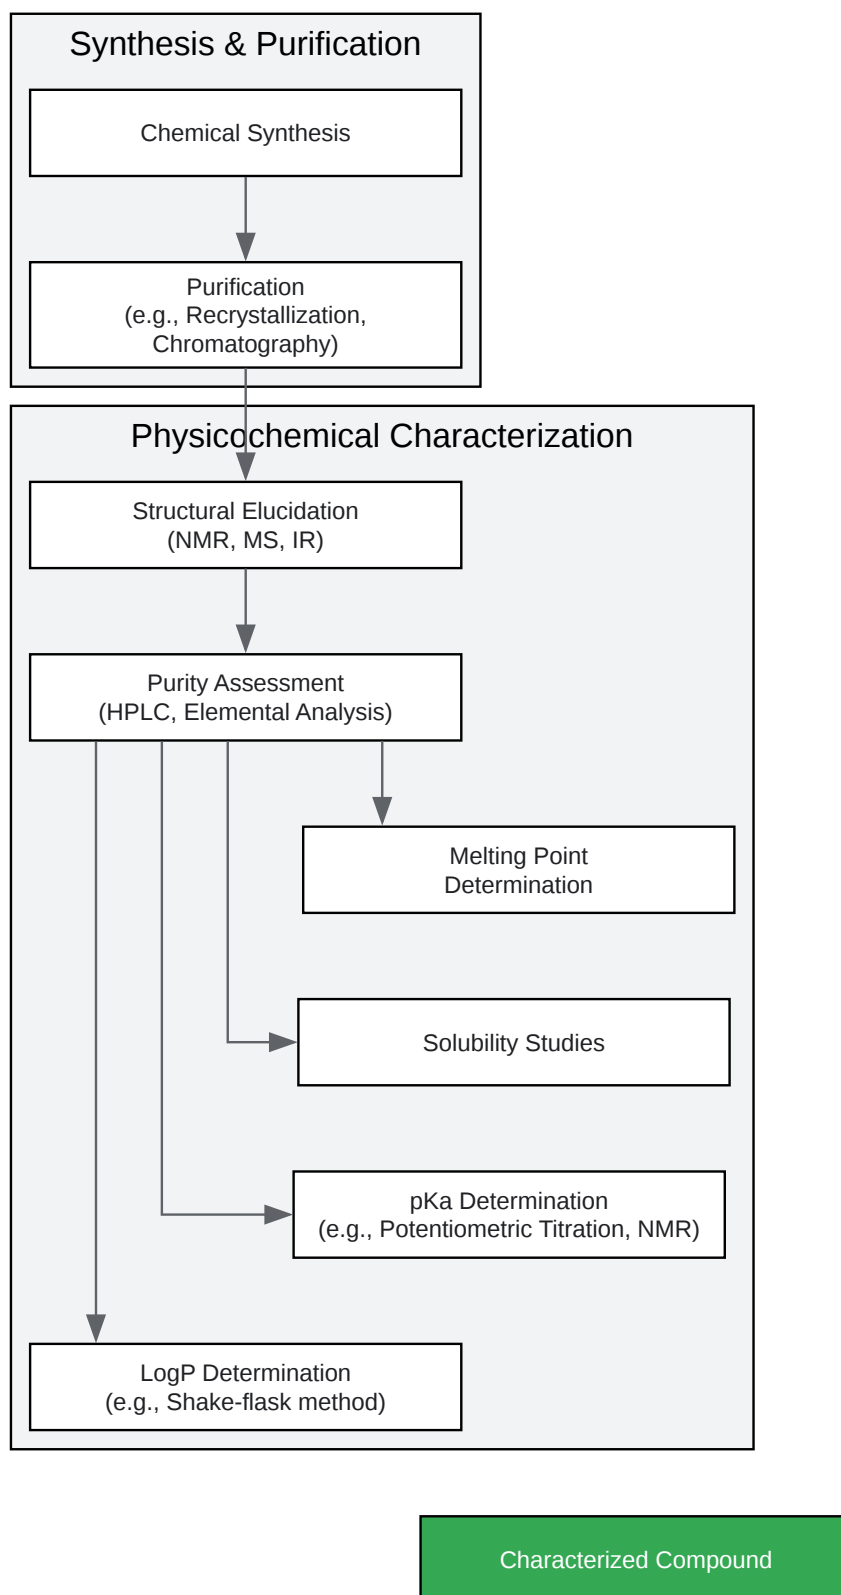 Synthesis & Purification
Chemical Synthesis
Purification
(e.g., Recrystallization,
Chromatography)
Physicochemical Characterization
Structural Elucidation
(NMR, MS, IR)
Purity Assessment
(HPLC, Elemental Analysis)
Melting Point
Determination
Solubility Studies
pKa Determination
(e.g., Potentiometric Titration, NMR)
LogP Determination
(e.g., Shake-flask method)
Characterized Compound